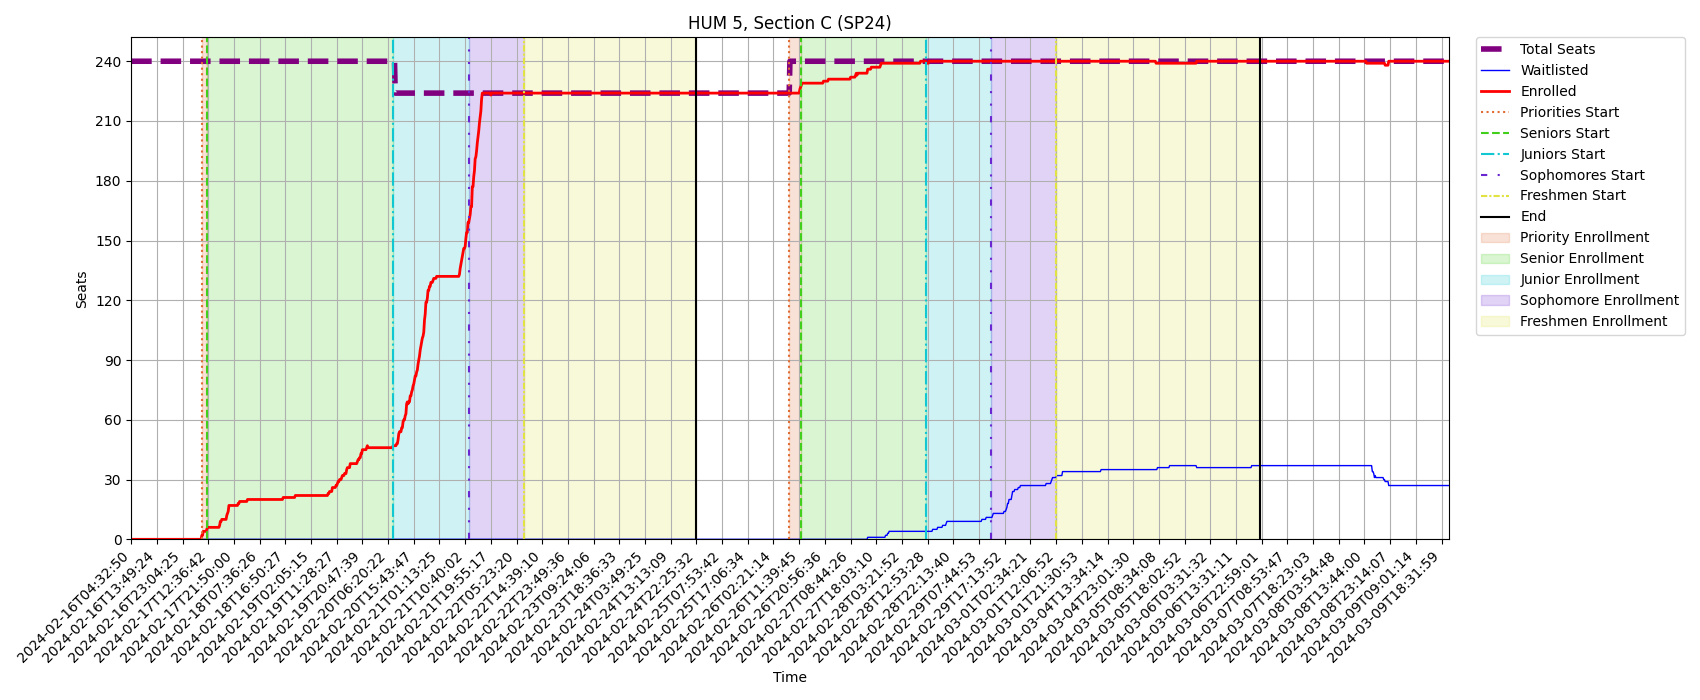 HUM 5, Section C (SP24)
Seats
240
210
180
150
120
90
60
30
0
2024-02-16T04:32:50
2024-02-16T13:49:24
2024-02-16T23:04:25
2024-02-17T12:36:42
2024-02-17T21:50:00
2024-02-18T07:36:26
2024-02-18T16:50:27
2024-02-19T02:05:15
2024-02-19T11:28:27
2024-02-19T20:47:39
2024-02-20T06:20:22
2024-02-20T15:43:47
2024-02-21T01:13:25
2024-02-21T10:40:02
2024-02-21T19:55:17
2024-02-22T05:23:20
2024-02-22T14:39:10
2024-02-22T23:49:36
2024-02-23T09:24:06
2024-02-23T18:36:33
2024-02-24T03:49:25
2024-02-24T13:13:09
2024-02-24T22:25:32
2024-02-25T07:53:42
2024-02-25T17:06:34
2024-02-26T02:21:14
2024-02-26T11:39:45
2024-02-26T20:56:36
2024-02-27T08:44:26
2024-02-27T18:03:10
2024-02-28T03:21:52
2024-02-28T12:53:28
2024-02-28T22:13:40
2024-02-29T07:44:53
2024-02-29T17:13:52
2024-03-01T02:34:21
2024-03-01T12:06:52
2024-03-01T21:30:53
2024-03-04T13:34:14
2024-03-04T23:01:30
2024-03-05T08:34:08
2024-03-05T18:02:52
2024-03-06T03:31:32
2024-03-06T13:31:11
2024-03-06T22:59:01
2024-03-07T08:53:47
2024-03-07T18:23:03
2024-03-08T03:54:48
2024-03-08T13:44:00
2024-03-08T23:14:07
2024-03-09T09:01:14
2024-03-09T18:31:59
Time
Total Seats
Waitlisted
Enrolled
Priorities Start
Seniors Start
Juniors Start
Sophomores Start
Freshmen Start
End
Priority Enrollment
Senior Enrollment
Junior Enrollment
Sophomore Enrollment
Freshmen Enrollment